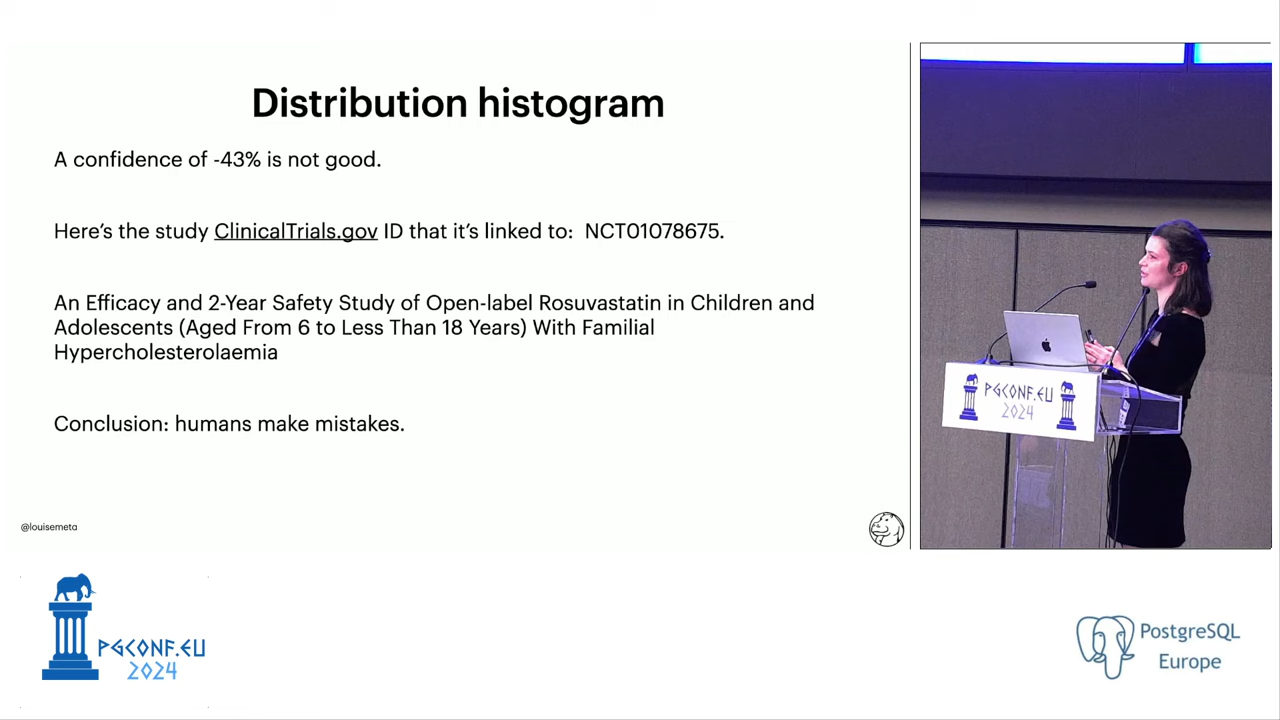 Distribution histogram
A confidence of -43% is not good.
Here's the study ClinicalTrials.gov ID that it's linked to: NCT01078675.
An Efficacy and 2-Year Safety Study of Open-label Rosuvastatin in Children and
Adolescents (Aged From 6 to Less Than 18 Years) With Familial
Hypercholesterolaemia
Conclusion: humans make mistakes.
@louisemeta
PGCONF.EU
2024
PGCONF.EU
2024
PostgreSQL
Europe